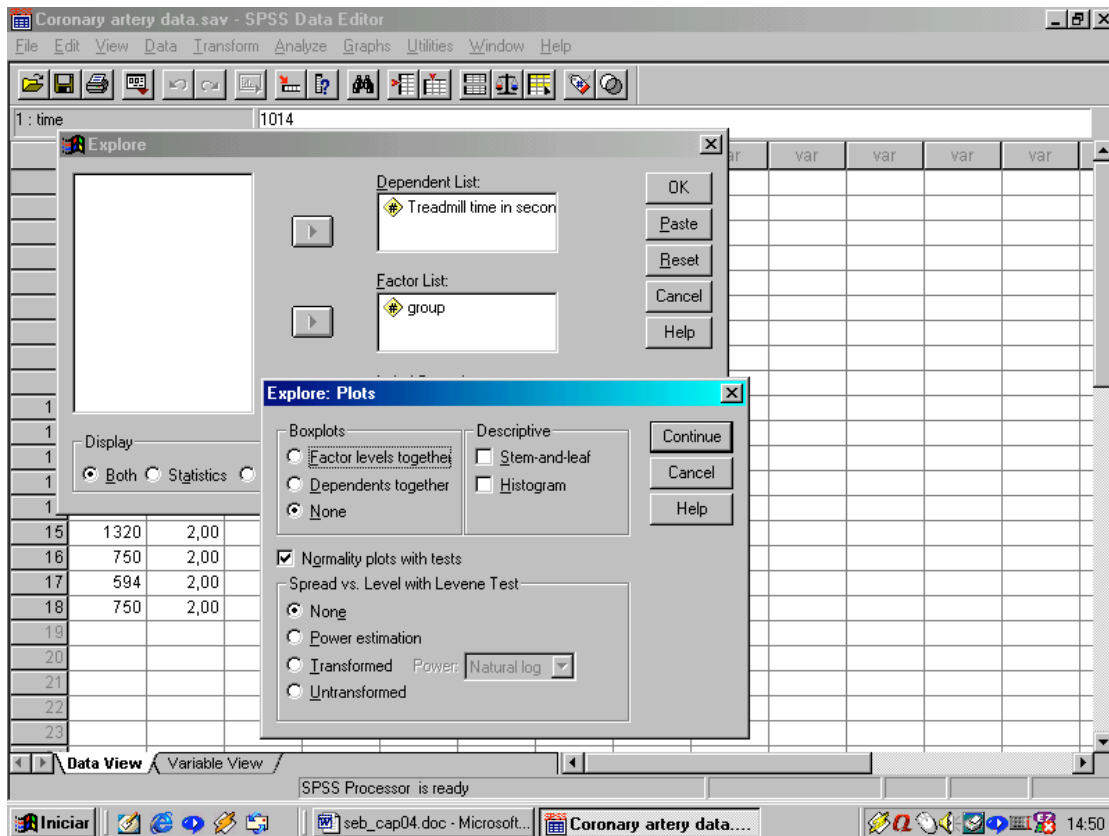 Coronary artery data.sav - SPSS Data Editor
File Edit View Data Transform Analyze Graphs Utilities Window Help
1 : time 1014
Explore
var var var var
Dependent List:
Treadmill time in secon
Factor List:
group
OK
Paste
Reset
Cancel
Help
Display
Both Statistics
Explore: Plots
Boxplots
Factor levels together
Dependents together
None
Descriptive
Stem-and-leaf
Histogram
Continue
Cancel
Help
Normality plots with tests
Spread vs. Level with Levene Test
None
Power estimation
Transformed Power: Natural log
Untransformed
1
1
1
1
1
15 1320 2,00
16 750 2,00
17 594 2,00
18 750 2,00
19
20
21
22
23
Data View Variable View
SPSS Processor is ready
Iniciar seb_cap04.doc - Microsoft... Coronary artery data.... 14:50